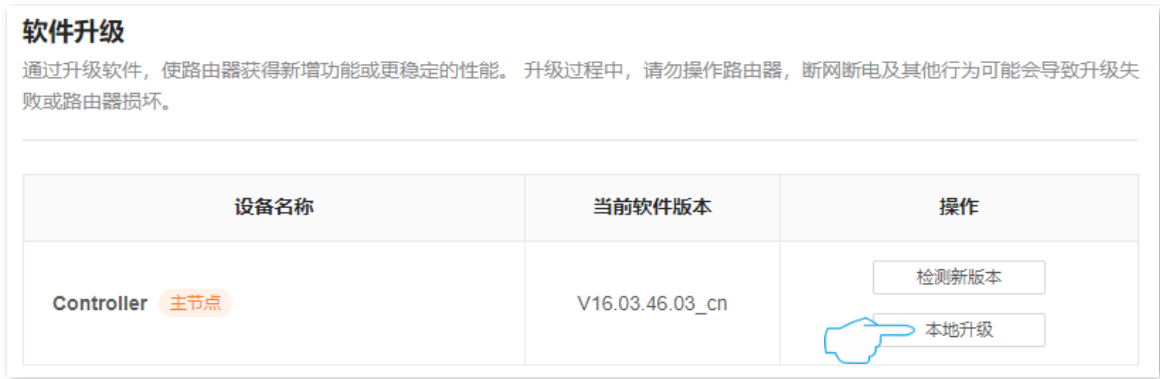 软件升级
通过升级软件，使路由器获得新增功能或更稳定的性能。 升级过程中，请勿操作路由器，断网断电及其他行为可能会导致升级失
败或路由器损坏。
设备名称 当前软件版本 操作
Controller 主节点 V16.03.46.03_cn 检测新版本
本地升级